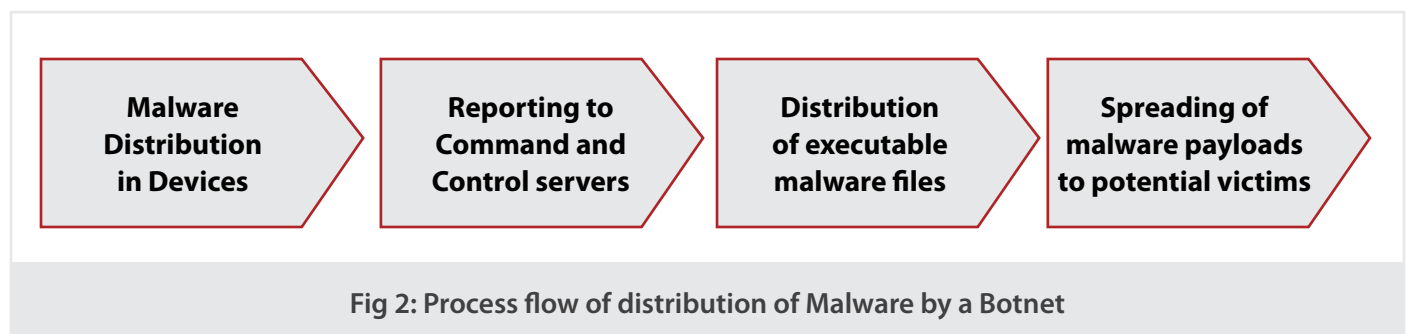 Malware
Distribution
in Devices
Reporting to
Command and
Control servers
Distribution
of executable
malware files
Spreading of
malware payloads
to potential victims
Fig 2: Process flow of distribution of Malware by a Botnet